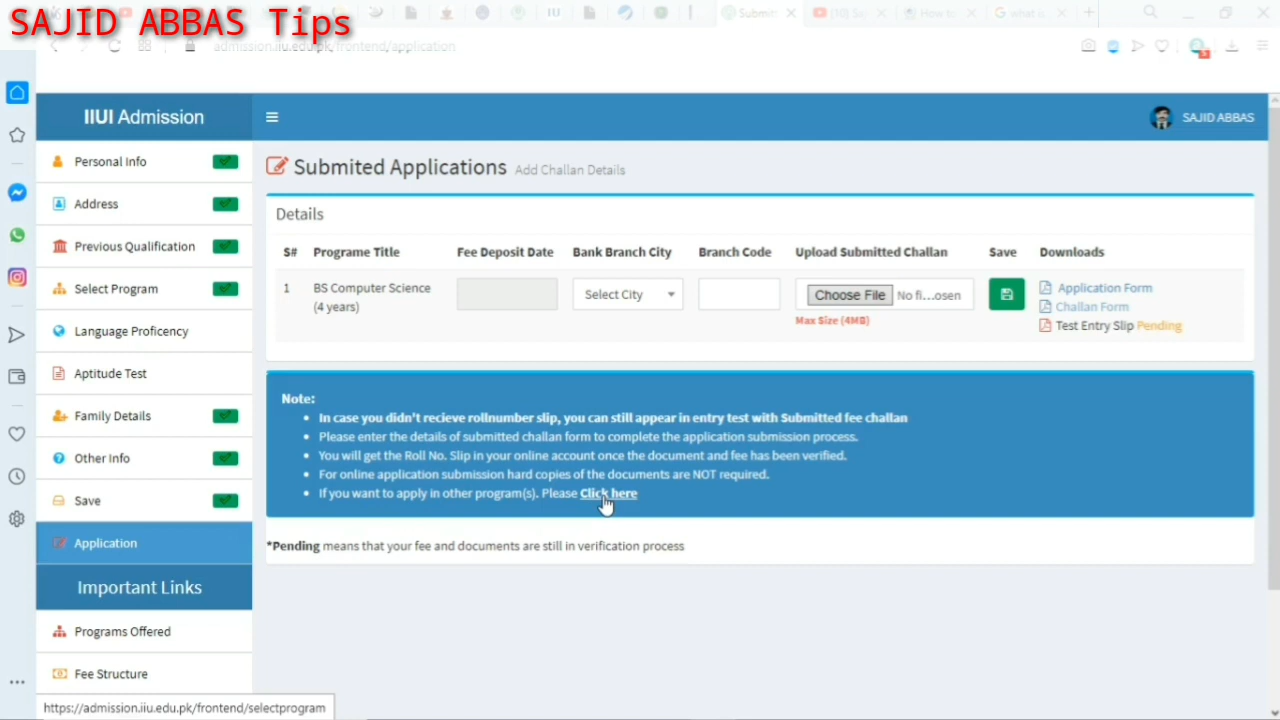 SAJID ABBAS Tips
IU
Submit
How to
what is
admission.iiu.edu.pk/frontend/application
IIUI Admission
SAJID ABBAS
Personal Info
Address
Previous Qualification
Select Program
Language Proficency
Aptitude Test
Family Details
Other Info
Save
Application
Important Links
Programs Offered
Fee Structure
Submited Applications Add Challan Details
Details
S# Programe Title Fee Deposit Date Bank Branch City Branch Code Upload Submitted Challan Save Downloads
1 BS Computer Science (4 years) Select City Choose File No fi...osen
Max Size (4MB)
Application Form
Challan Form
Test Entry Slip Pending
Note:
• In case you didn't recieve rollnumber slip, you can still appear in entry test with Submitted fee challan
• Please enter the details of submitted challan form to complete the application submission process.
• You will get the Roll No. Slip in your online account once the document and fee has been verified.
• For online application submission hard copies of the documents are NOT required.
• If you want to apply in other program(s). Please Click here
*Pending means that your fee and documents are still in verification process
https://admission.iiu.edu.pk/frontend/selectprogram